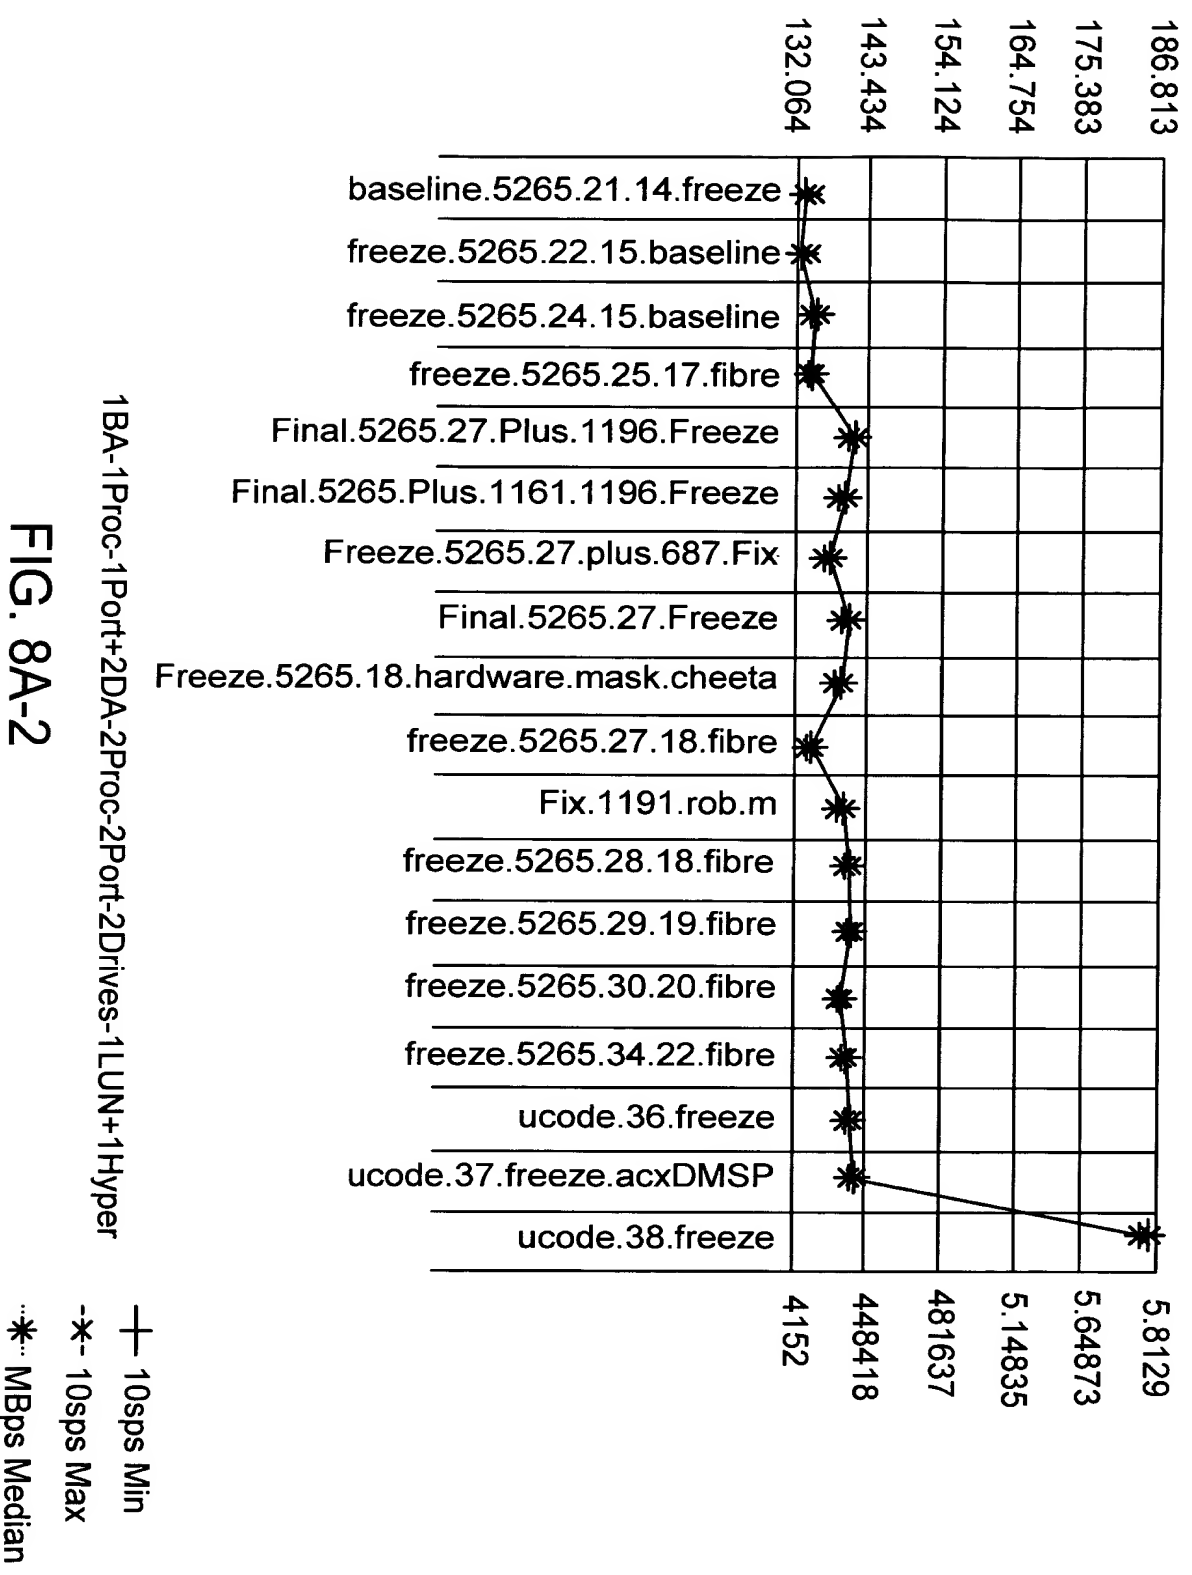 186.813
175.383
164.754
154.124
143.434
132.064
baseline.5265.21.14.freeze
freeze.5265.22.15.baseline
freeze.5265.24.15.baseline
freeze.5265.25.17.fibre
Final.5265.27.Plus.1196.Freeze
Final.5265.Plus.1161.1196.Freeze
Freeze.5265.27.plus.687.Fix
Final.5265.27.Freeze
Freeze.5265.18.hardware.mask.cheeta
freeze.5265.27.18.fibre
Fix.1191.rob.m
freeze.5265.28.18.fibre
freeze.5265.29.19.fibre
freeze.5265.30.20.fibre
freeze.5265.34.22.fibre
ucode.36.freeze
ucode.37.freeze.acxDMSP
ucode.38.freeze
5.8129
5.64873
5.14835
481637
448418
4152
1BA-1Proc-1Port+2DA-2Proc-2Port-2Drives-1LUN+1Hyper
10sps Min
10sps Max
MBps Median
FIG. 8A-2